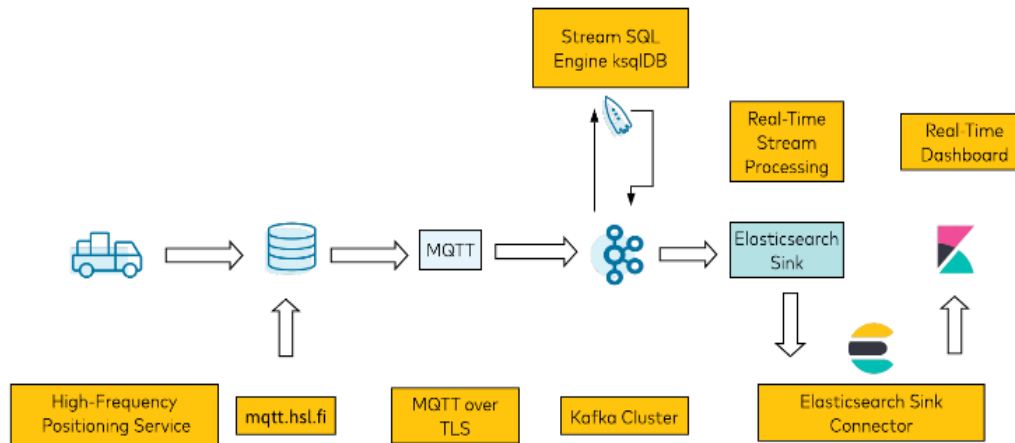 Stream SQL
Engine ksqlDB
Real-Time
Stream
Processing
Real-Time
Dashboard
MQTT
Elasticsearch
Sink
High-Frequency
Positioning Service
mqtt.hsl.fi
MQTT over
TLS
Kafka Cluster
Elasticsearch Sink
Connector